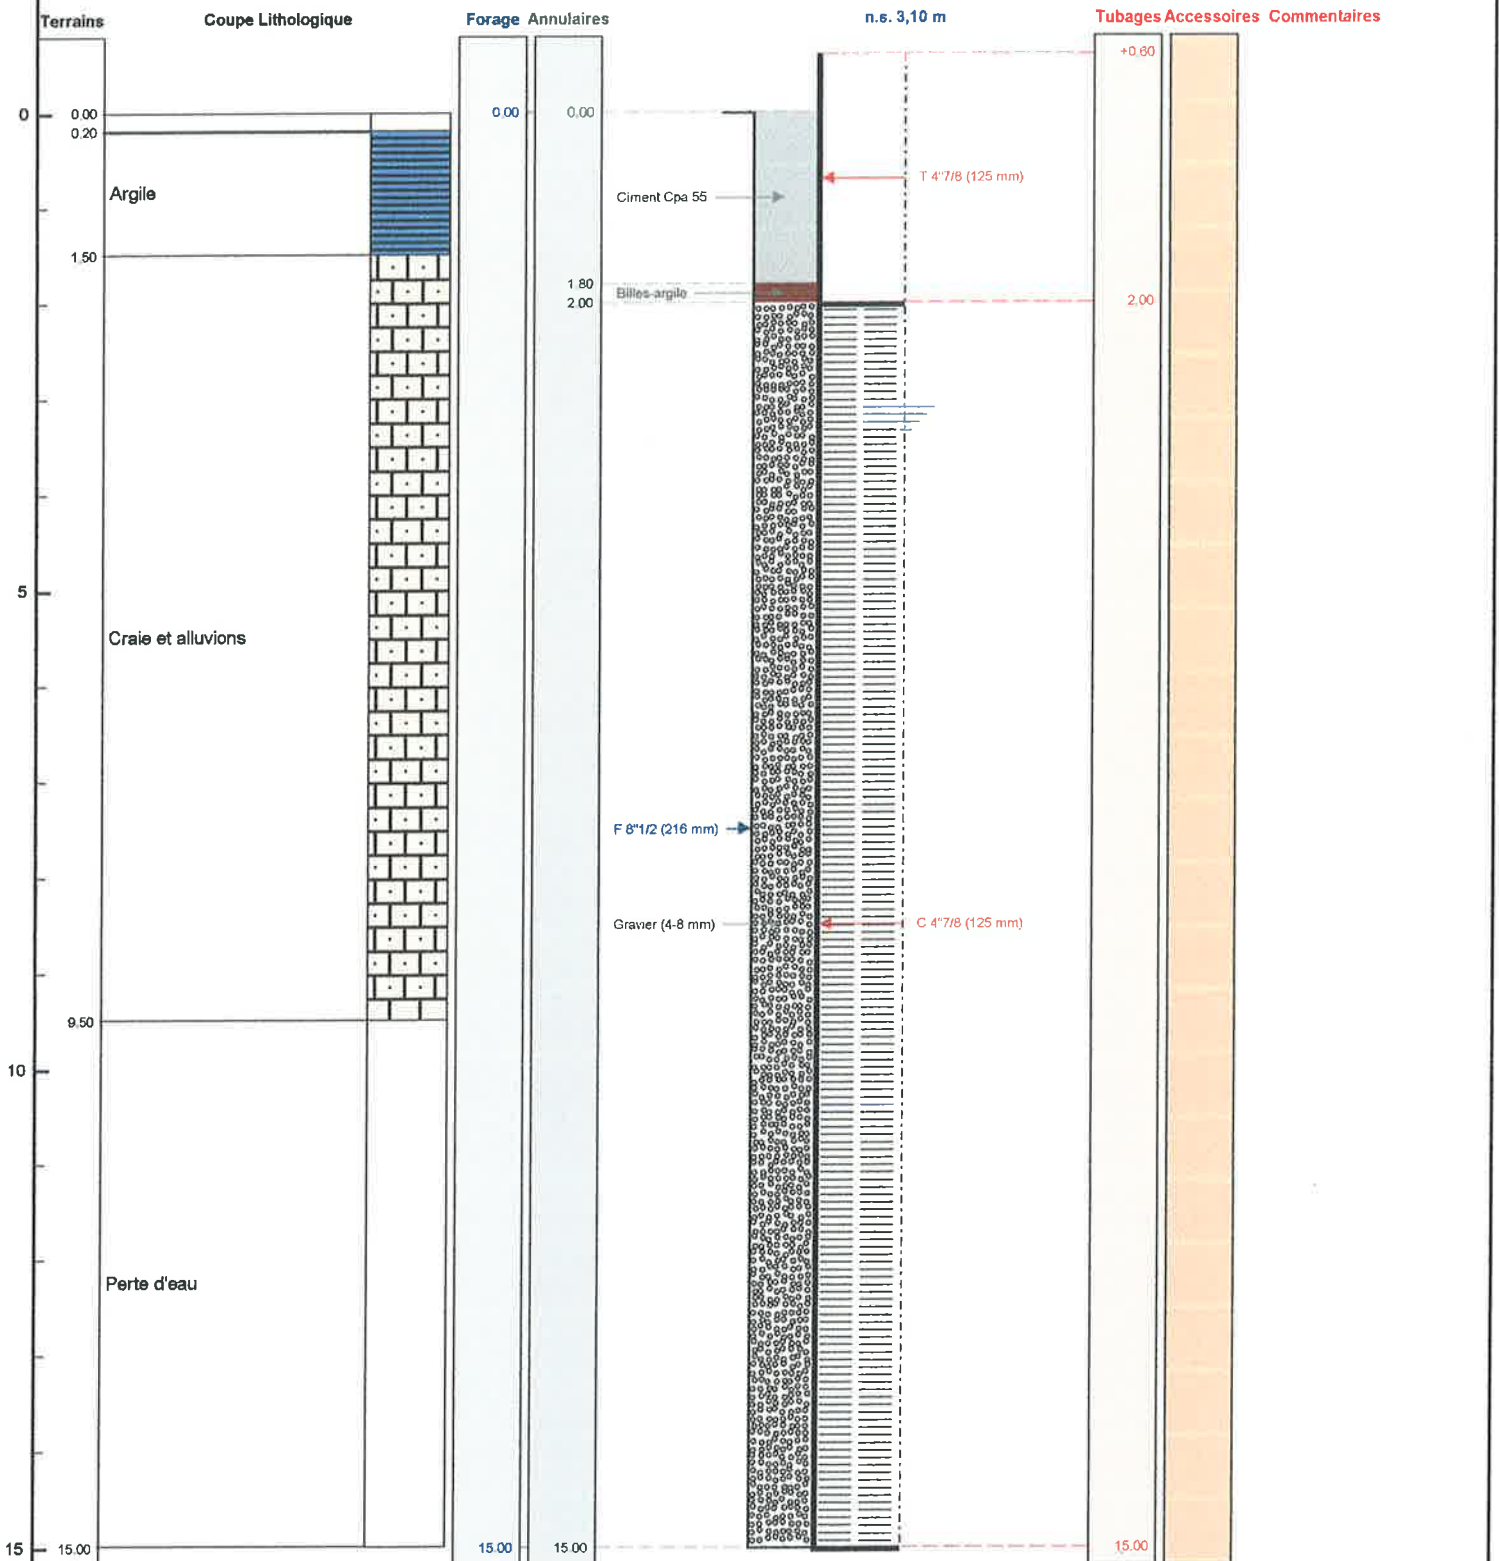 Terrains Coupe Lithologique Forage Annulaires n.s. 3,10 m Tubages Accessoires Commentaires
+0.60
0 0.00 0.00 0.00
0.20
T 4"7/8 (125 mm)
Argile Ciment Cpa 55
1.50
1.80
Billes-argile
2.00 2.00
5
Craie et alluvions
F 8"1/2 (216 mm)
Gravier (4-8 mm) C 4"7/8 (125 mm)
9.50
10
Perte d'eau
15 15.00 15.00 15.00 15.00